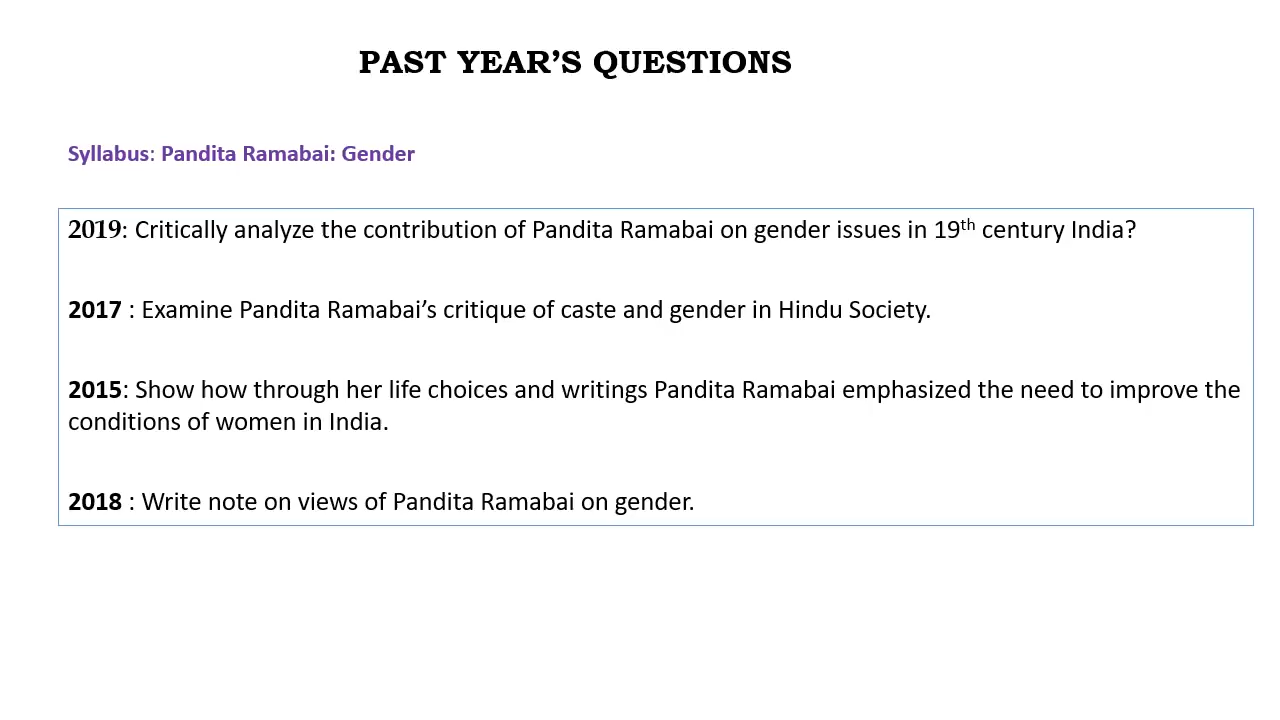 PAST YEAR’S QUESTIONS
Syllabus: Pandita Ramabai: Gender
2019: Critically analyze the contribution of Pandita Ramabai on gender issues in 19th century India?
2017 : Examine Pandita Ramabai’s critique of caste and gender in Hindu Society.
2015: Show how through her life choices and writings Pandita Ramabai emphasized the need to improve the
conditions of women in India.
2018 : Write note on views of Pandita Ramabai on gender.